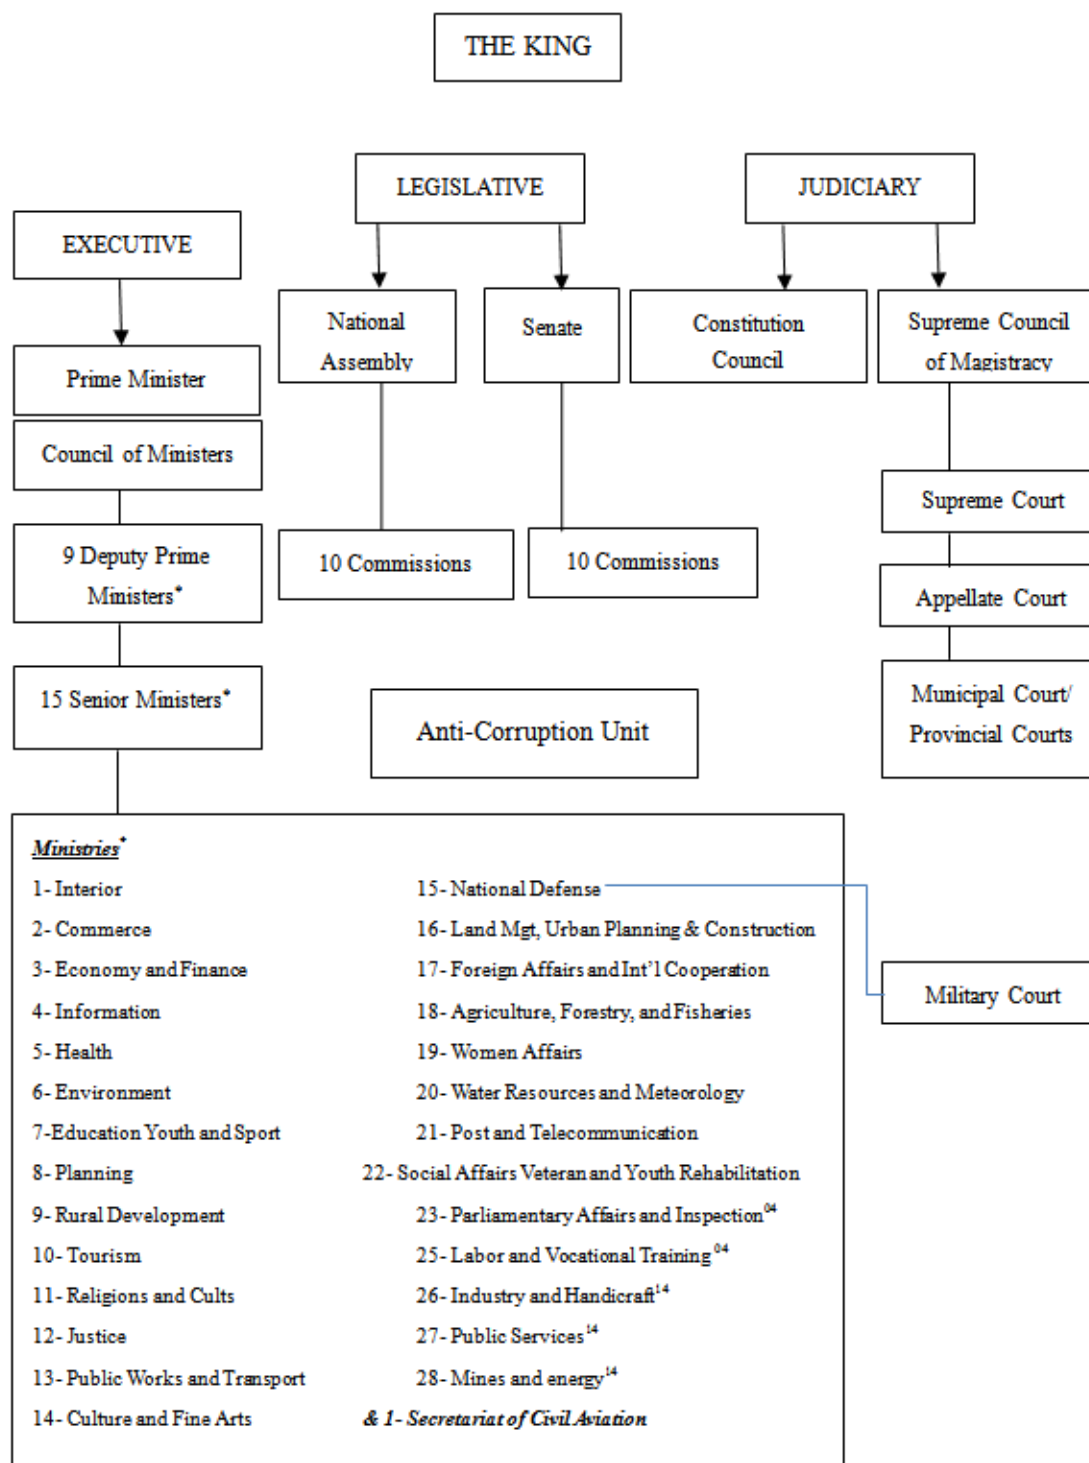 THE KING
LEGISLATIVE
JUDICIARY
EXECUTIVE
National
Assembly
Senate
Constitution
Council
Supreme Council
of Magistracy
Prime Minister
Council of Ministers
Supreme Court
9 Deputy Prime
Ministers*
10 Commissions
10 Commissions
Appellate Court
15 Senior Ministers*
Anti-Corruption Unit
Municipal Court/
Provincial Courts
Ministries*
1- Interior
2- Commerce
3- Economy and Finance
4- Information
5- Health
6- Environment
7-Education Youth and Sport
8- Planning
9- Rural Development
10- Tourism
11- Religions and Cults
12- Justice
13- Public Works and Transport
14- Culture and Fine Arts
15- National Defense
16- Land Mgt, Urban Planning & Construction
17- Foreign Affairs and Int’l Cooperation
18- Agriculture, Forestry, and Fisheries
19- Women Affairs
20- Water Resources and Meteorology
21- Post and Telecommunication
22- Social Affairs Veteran and Youth Rehabilitation
23- Parliamentary Affairs and Inspection04
25- Labor and Vocational Training 04
26- Industry and Handicraft14
27- Public Services14
28- Mines and energy14
& 1- Secretariat of Civil Aviation
Military Court